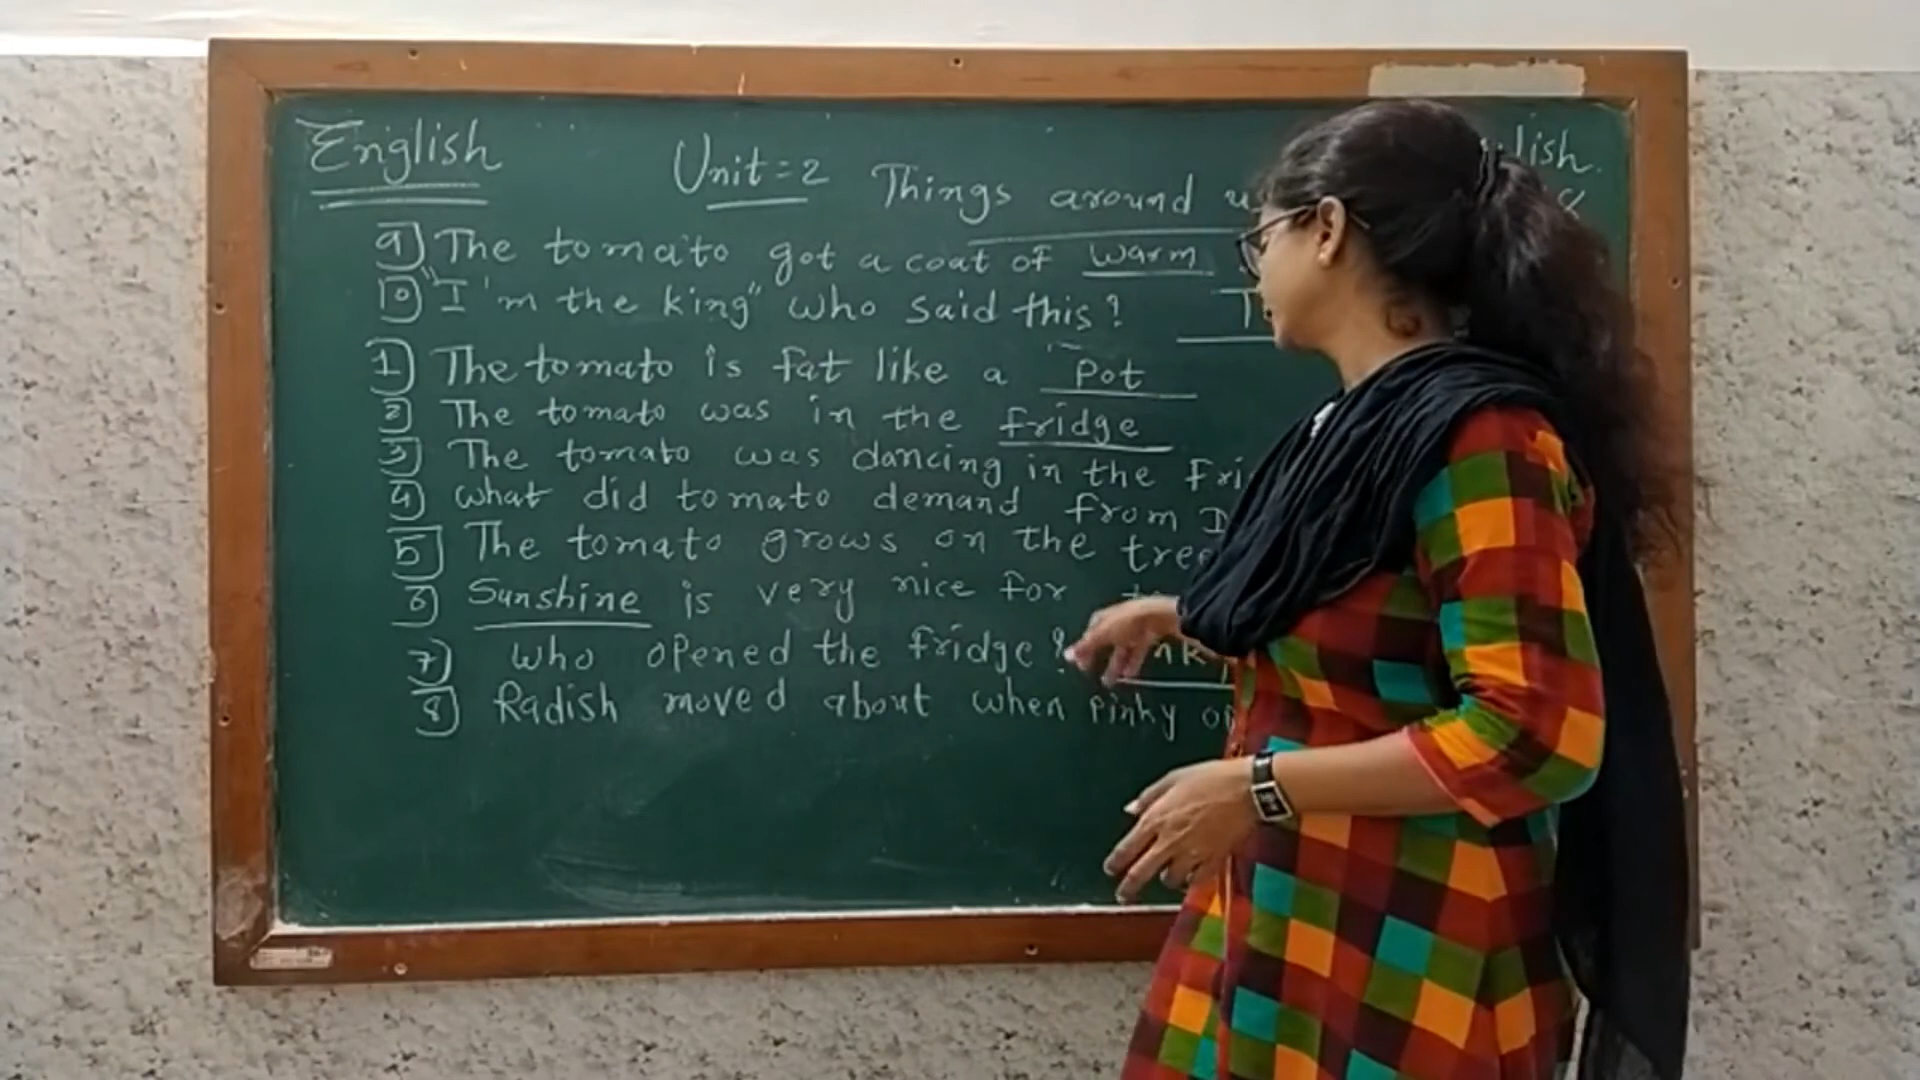 English
lish.
Unit=2 Things around
9] The tomato got a coat of warm
10] "I'm the king" who said this?
1] The tomato is fat like a Pot
2] The tomato was in the fridge
3] The tomato was dancing in the
4] what did tomato demand from
5] The tomato grows on the tree
6] Sunshine is very nice for
7] who opened the fridge?
8] Radish moved about when Pinky